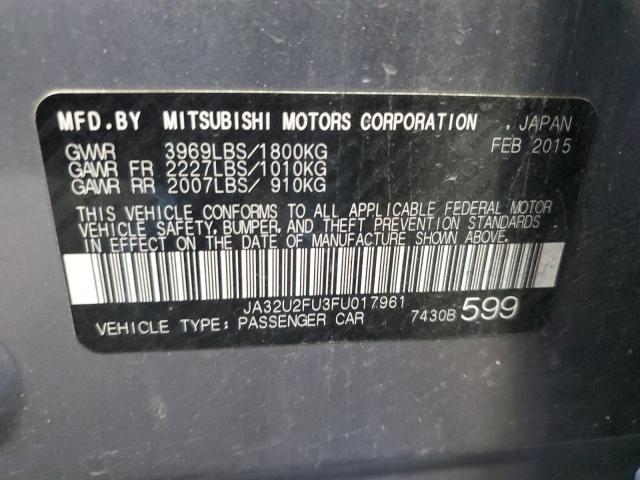 MFD.BY MITSUBISHI MOTORS CORPORATION . JAPAN
GVWR 3969LBS/1800KG FEB 2015
GAWR FR 2227LBS/1010KG
GAWR RR 2007LBS/ 910KG
THIS VEHICLE CONFORMS TO ALL APPLICABLE FEDERAL MOTOR
VEHICLE SAFETY, BUMPER, AND THEFT PREVENTION STANDARDS
IN EFFECT ON THE DATE OF MANUFACTURE SHOWN ABOVE.
JA32U2FU3FU017961
VEHICLE TYPE: PASSENGER CAR 7430B 599